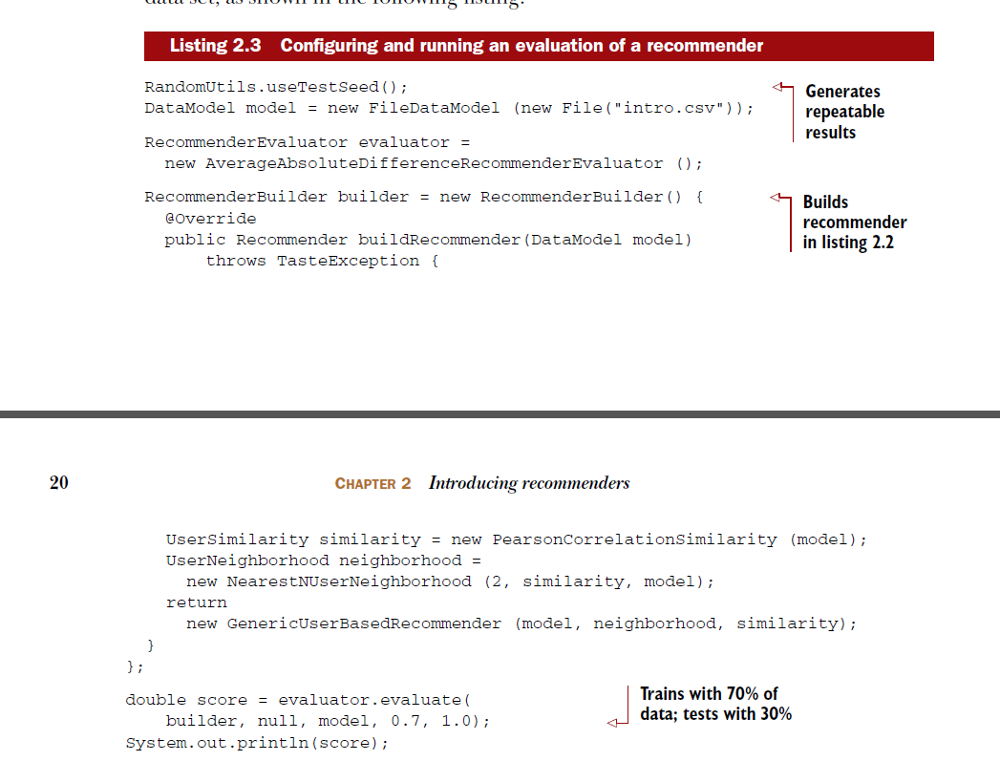 data set, as shown in the following listing.
Listing 2.3 Configuring and running an evaluation of a recommender
RandomUtils.useTestSeed();
DataModel model = new FileDataModel (new File("intro.csv"));
Generates
repeatable
results
RecommenderEvaluator evaluator =
new AverageAbsoluteDifferenceRecommenderEvaluator ();
RecommenderBuilder builder = new RecommenderBuilder() {
@Override
public Recommender buildRecommender(DataModel model)
throws TasteException {
Builds
recommender
in listing 2.2
20 CHAPTER 2 Introducing recommenders
UserSimilarity similarity = new PearsonCorrelationSimilarity (model);
UserNeighborhood neighborhood =
new NearestNUserNeighborhood (2, similarity, model);
return
new GenericUserBasedRecommender (model, neighborhood, similarity);
}
};
double score = evaluator.evaluate(
builder, null, model, 0.7, 1.0);
System.out.println(score);
Trains with 70% of
data; tests with 30%